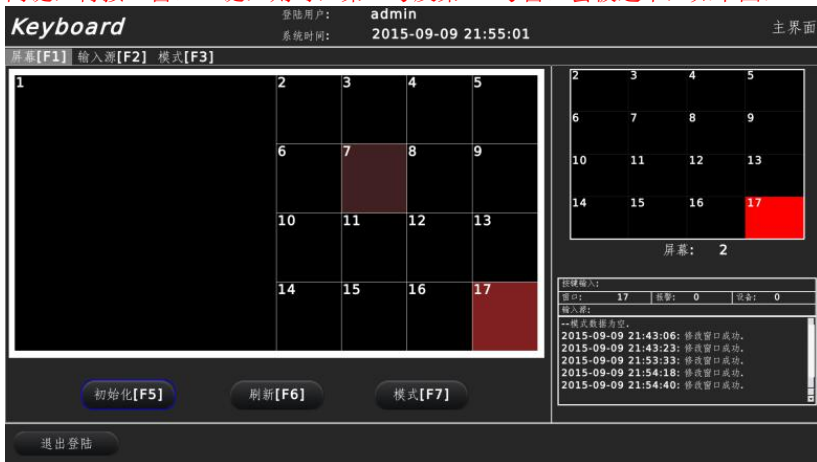 Keyboard
登陆用户: admin
系统时间: 2015-09-09 21:55:01
主界面
屏幕[F1] 输入源[F2] 模式[F3]
1 2 3 4 5
6 7 8 9
10 11 12 13
14 15 16 17
2 3 4 5
6 7 8 9
10 11 12 13
14 15 16 17
屏幕: 2
按键输入:
窗口: 17 报警: 0 设备: 0
输入源:
--模式数据为空.
2015-09-09 21:43:06: 修改窗口成功.
2015-09-09 21:43:23: 修改窗口成功.
2015-09-09 21:53:33: 修改窗口成功.
2015-09-09 21:54:18: 修改窗口成功.
2015-09-09 21:54:40: 修改窗口成功.
初始化[F5] 刷新[F6] 模式[F7]
退出登陆